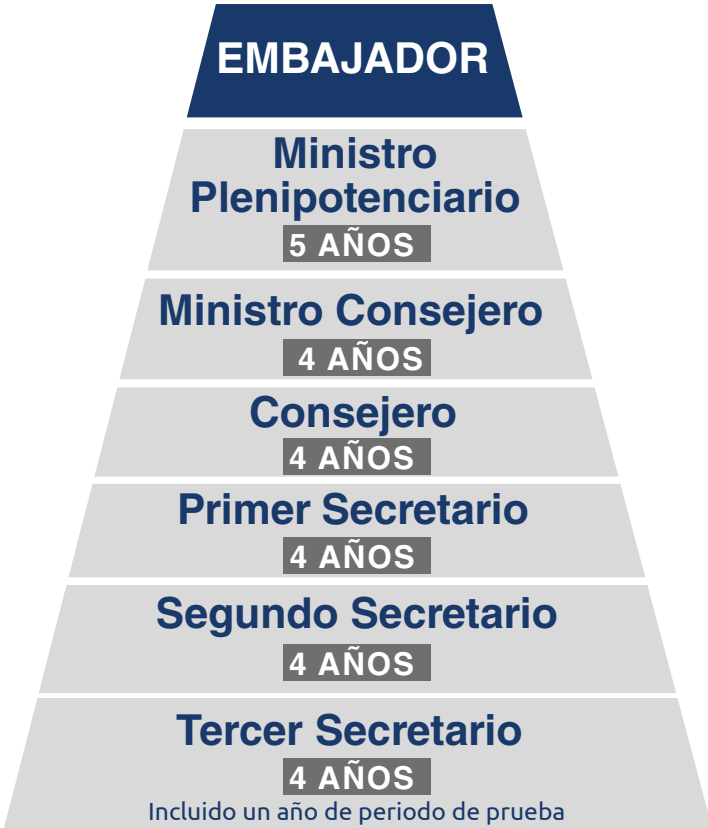 EMBAJADOR
Ministro
Plenipotenciario
5 AÑOS
Ministro Consejero
4 AÑOS
Consejero
4 AÑOS
Primer Secretario
4 AÑOS
Segundo Secretario
4 AÑOS
Tercer Secretario
4 AÑOS
Incluido un año de periodo de prueba